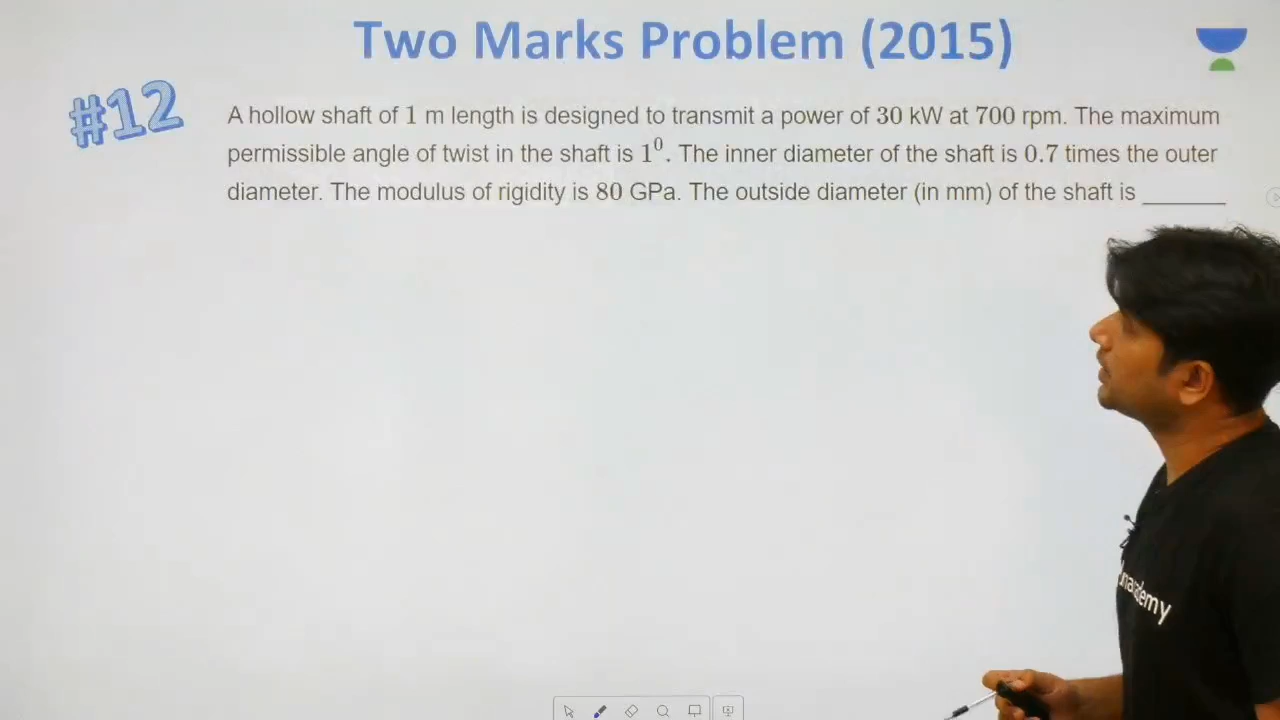 Two Marks Problem (2015)
#12
A hollow shaft of 1 m length is designed to transmit a power of 30 kW at 700 rpm. The maximum
permissible angle of twist in the shaft is 1⁰. The inner diameter of the shaft is 0.7 times the outer
diameter. The modulus of rigidity is 80 GPa. The outside diameter (in mm) of the shaft is ______